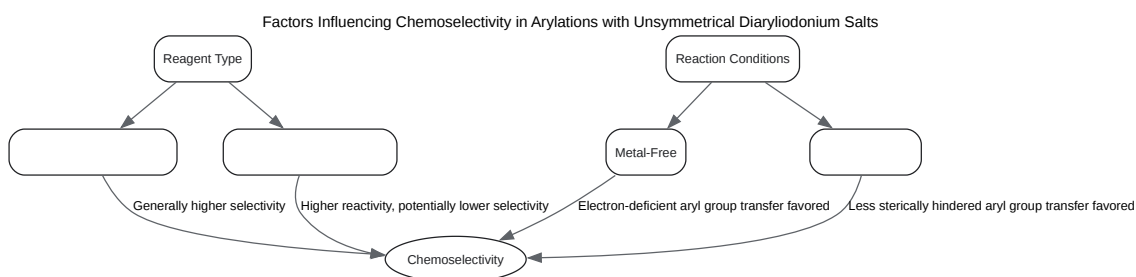 Factors Influencing Chemoselectivity in Arylations with Unsymmetrical Diaryliodonium Salts
Reagent Type
Reaction Conditions
Metal-Free
Generally higher selectivity
Higher reactivity, potentially lower selectivity
Electron-deficient aryl group transfer favored
Less sterically hindered aryl group transfer favored
Chemoselectivity